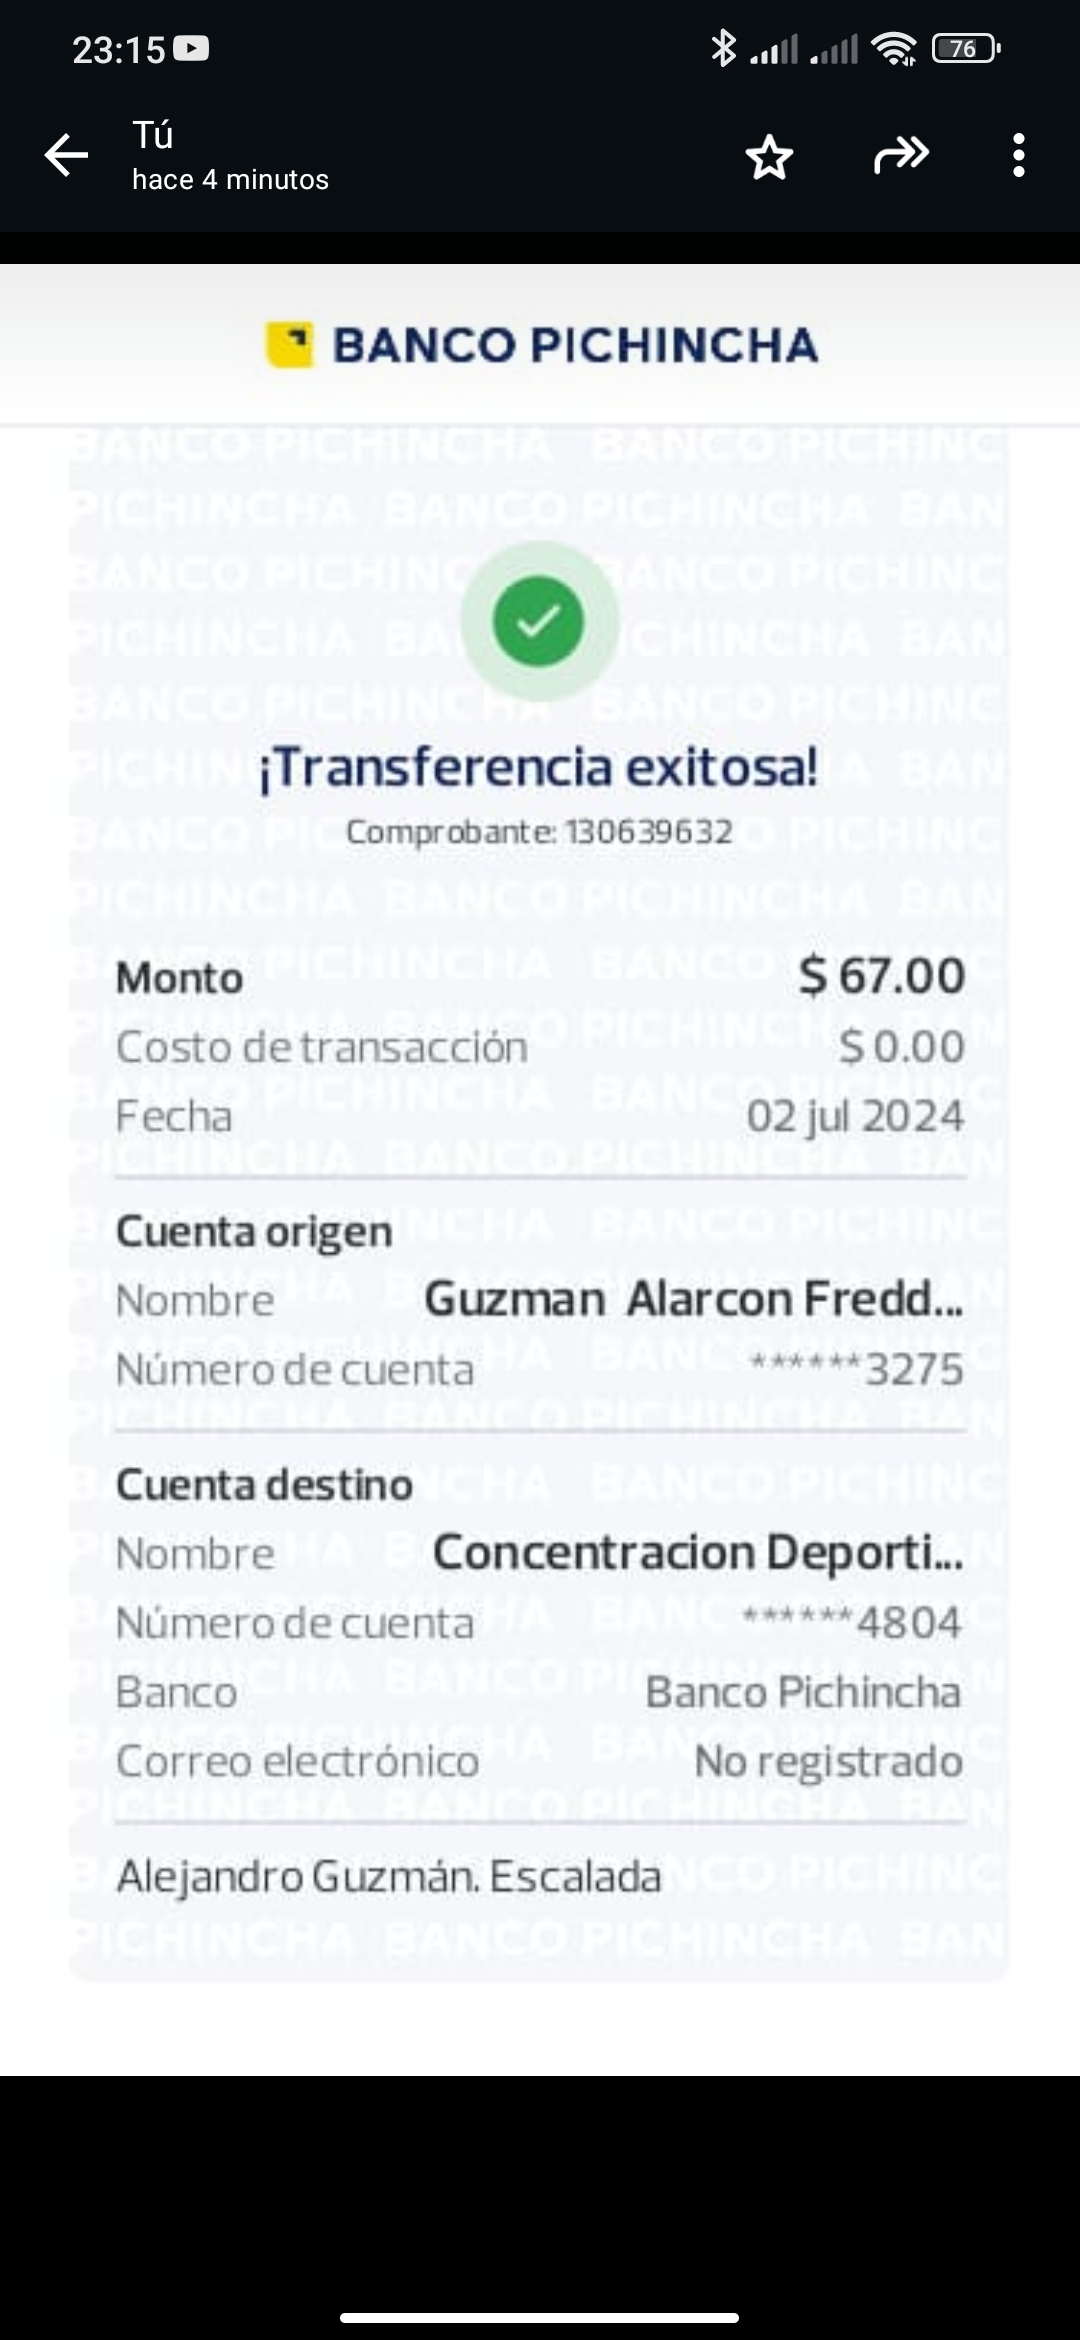 23:15
76
Tú
hace 4 minutos
BANCO PICHINCHA
¡Transferencia exitosa!
Comprobante: 130639632
Monto $ 67.00
Costo de transacción $ 0.00
Fecha 02 jul 2024
Cuenta origen
Nombre Guzman Alarcon Fredd...
Número de cuenta ******3275
Cuenta destino
Nombre Concentracion Deporti...
Número de cuenta ******4804
Banco Banco Pichincha
Correo electrónico No registrado
Alejandro Guzmán. Escalada